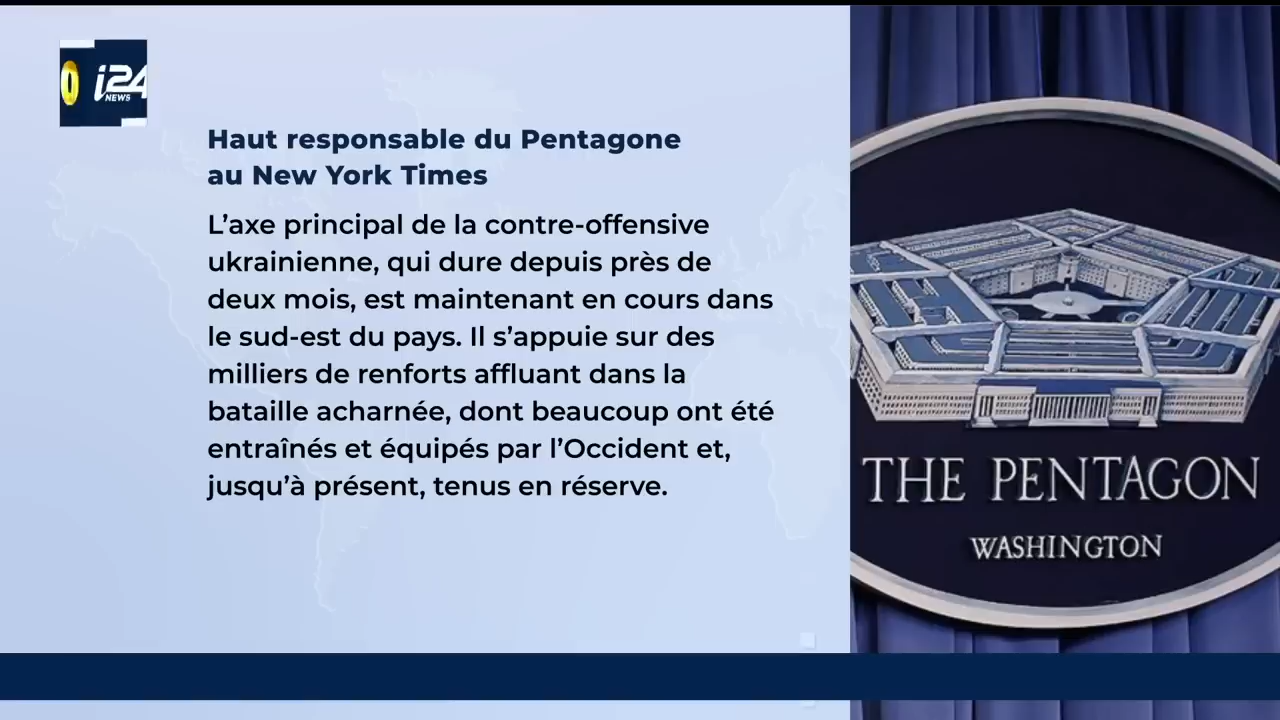 i24
NEWS
Haut responsable du Pentagone
au New York Times
L’axe principal de la contre-offensive
ukrainienne, qui dure depuis près de
deux mois, est maintenant en cours dans
le sud-est du pays. Il s’appuie sur des
milliers de renforts affluant dans la
bataille acharnée, dont beaucoup ont été
entraînés et équipés par l’Occident et,
jusqu’à présent, tenus en réserve.
THE PENTAGON
WASHINGTON